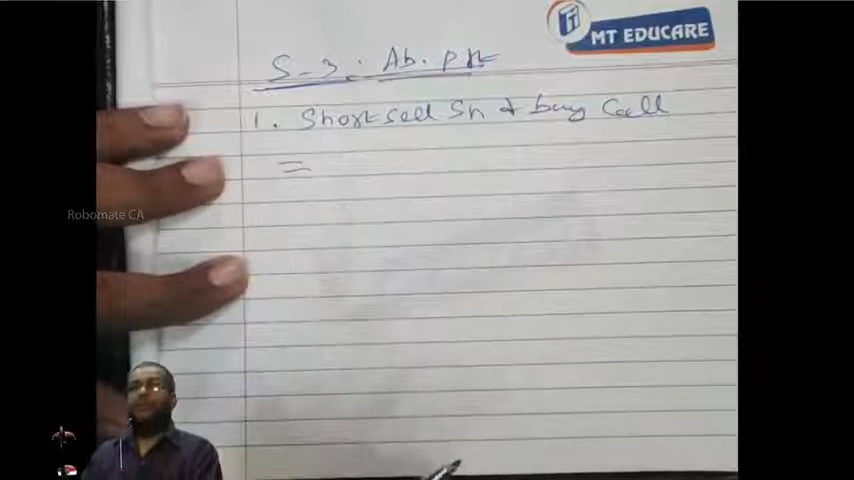 MT EDUCARE
S-3: Ab. Pft
1. Short sell Sh & buy Call
=
Robomate CA